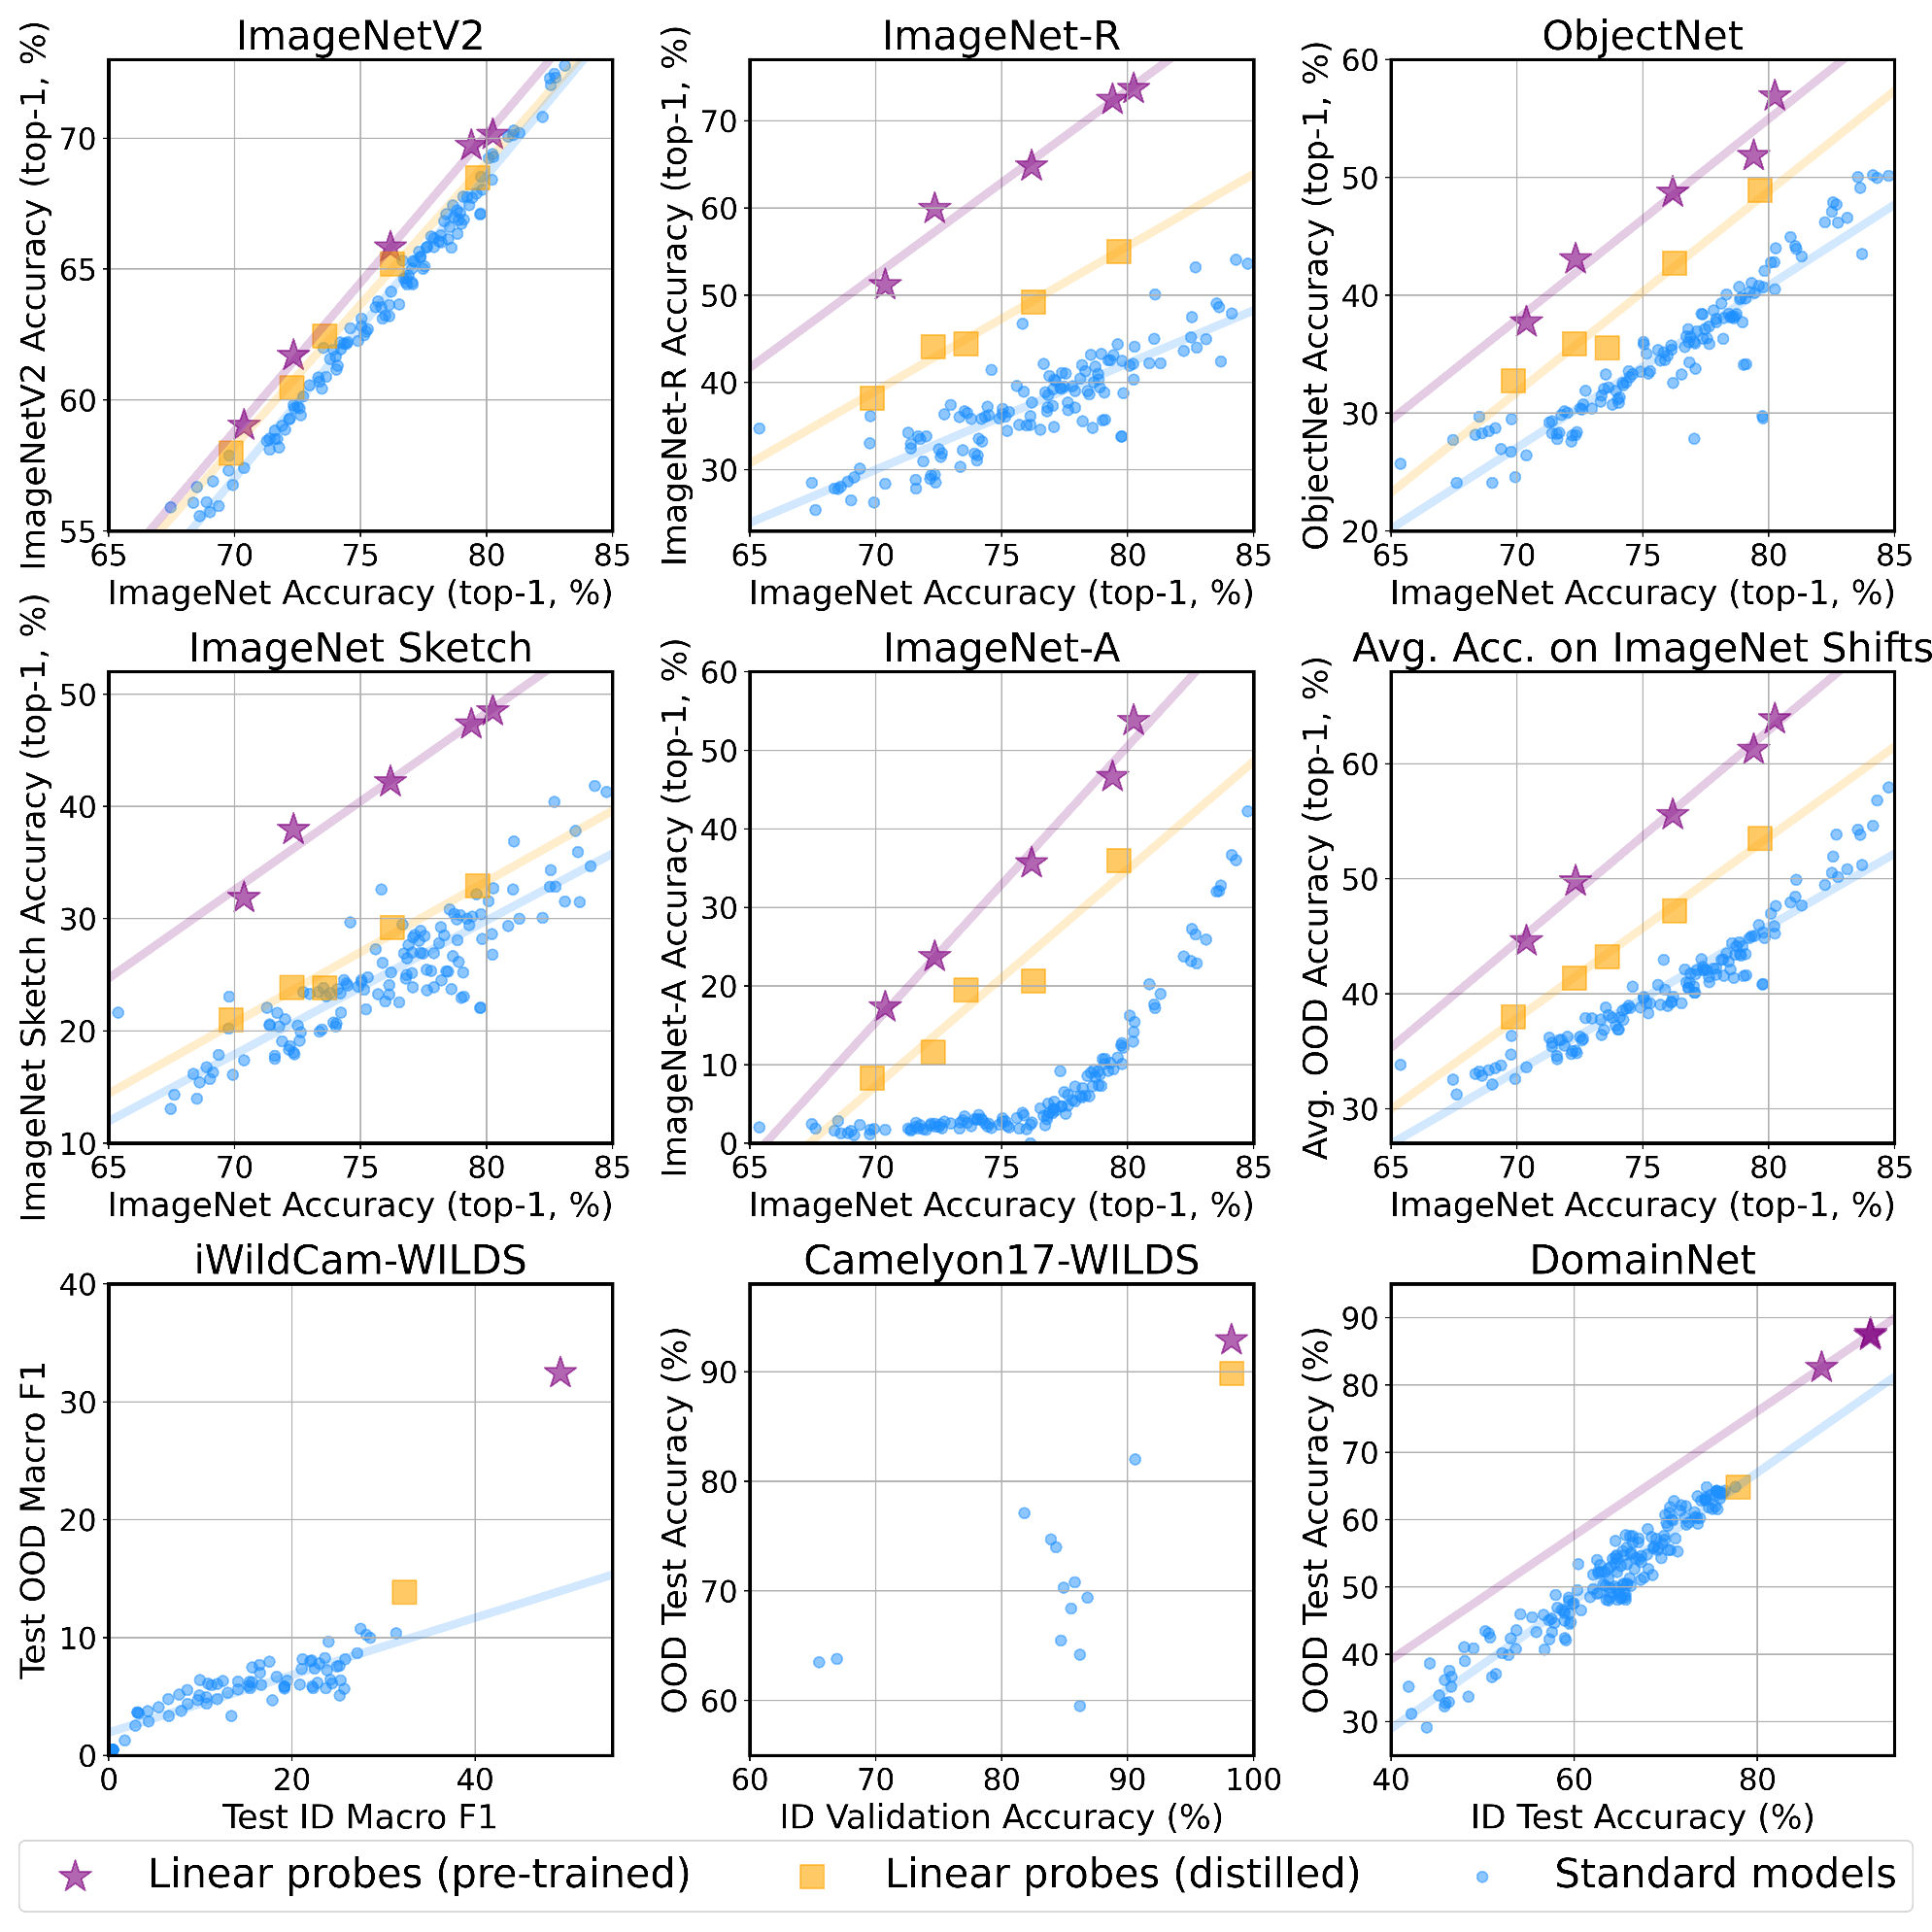 ImageNetV2
ImageNetV2 Accuracy (top-1, %)
70
65
60
55
65 70 75 80 85
ImageNet Accuracy (top-1, %)
ImageNet-R
ImageNet-R Accuracy (top-1, %)
70
60
50
40
30
65 70 75 80 85
ImageNet Accuracy (top-1, %)
ObjectNet
ObjectNet Accuracy (top-1, %)
60
50
40
30
20
65 70 75 80 85
ImageNet Accuracy (top-1, %)
ImageNet Sketch
ImageNet Sketch Accuracy (top-1, %)
50
40
30
20
10
65 70 75 80 85
ImageNet Accuracy (top-1, %)
ImageNet-A
ImageNet-A Accuracy (top-1, %)
60
50
40
30
20
10
0
65 70 75 80 85
ImageNet Accuracy (top-1, %)
Avg. Acc. on ImageNet Shifts
Avg. OOD Accuracy (top-1, %)
60
50
40
30
65 70 75 80 85
ImageNet Accuracy (top-1, %)
iWildCam-WILDS
Test OOD Macro F1
40
30
20
10
0
0 20 40
Test ID Macro F1
Camelyon17-WILDS
OOD Test Accuracy (%)
90
80
70
60
60 70 80 90 100
ID Validation Accuracy (%)
DomainNet
OOD Test Accuracy (%)
90
80
70
60
50
40
30
40 60 80
ID Test Accuracy (%)
Linear probes (pre-trained)
Linear probes (distilled)
Standard models